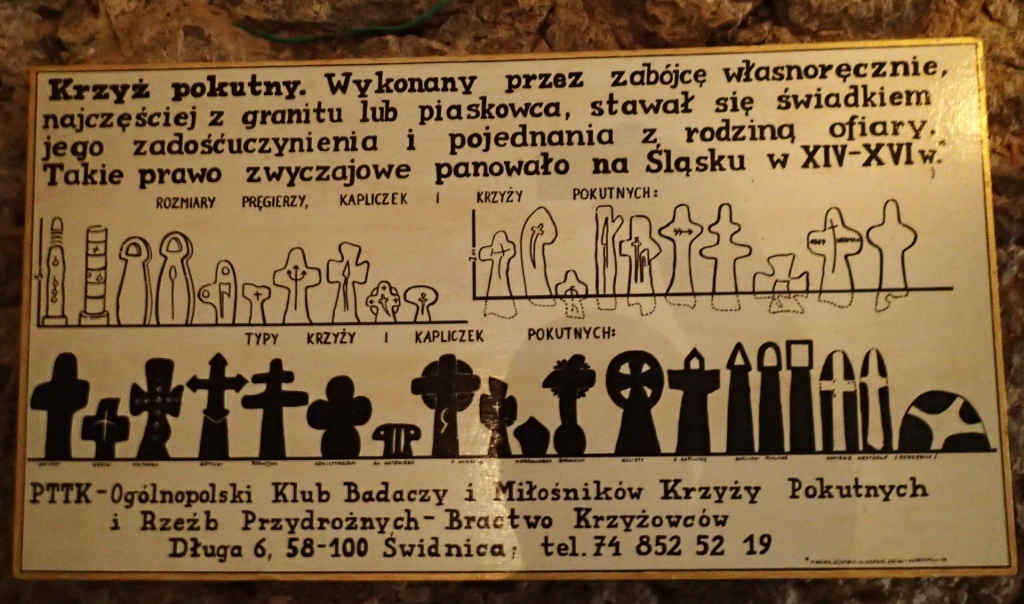 Krzyż pokutny. Wykonany przez zabójcę własnoręcznie,
najczęściej z granitu lub piaskowca, stawał się świadkiem
jego zadośćuczynienia i pojednania z rodziną ofiary.
Takie prawo zwyczajowe panowało na Śląsku w XIV-XVI w.
ROZMIARY PRĘGIERZY, KAPLICZEK I KRZYŻY POKUTNYCH:
TYPY KRZYŻY I KAPLICZEK POKUTNYCH:
PTTK-Ogólnopolski Klub Badaczy i Miłośników Krzyży Pokutnych
i Rzeźb Przydrożnych-Bractwo Krzyżowców
Długa 6, 58-100 Świdnica; tel. 74 852 52 19